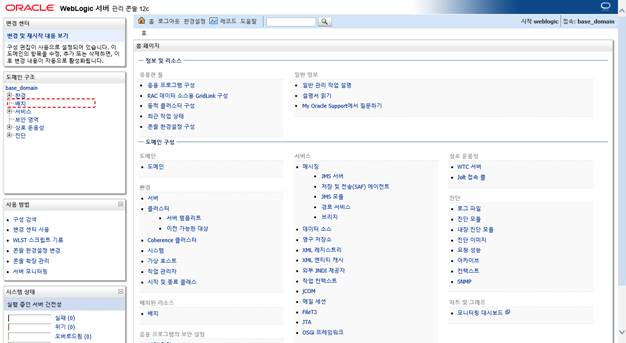 ORACLE WebLogic 서버 관리 콘솔 12c
변경 센터
변경 및 재시작 내용 보기
구성 편집이 사용으로 설정되어 있습니다. 이 도메인의 항목을 수정, 추가 또는 삭제하면, 이후 변경 내용이 자동으로 활성화됩니다.
도메인 구조
base_domain
환경
배치
서비스
보안 영역
상호 운용성
진단
사용 방법
구성 검색
변경 센터 사용
WLST 스크립트 기록
콘솔 환경설정 변경
콘솔 확장 관리
서버 모니터링
시스템 상태
실행 중인 서버 건전성
실패 (0)
위기 (0)
오버로드됨 (0)
홈 로그아웃 환경설정 레코드 도움말
시작 weblogic 접속: base_domain
홈
홈 페이지
정보 및 리소스
유용한 툴
응용 프로그램 구성
RAC 데이터 소스용 GridLink 구성
동적 클러스터 구성
최근 작업 상태
콘솔 환경설정 구성
일반 정보
일반 관리 작업 설명
설명서 읽기
My Oracle Support에서 질문하기
도메인 구성
도메인
도메인
환경
서버
클러스터
서버 템플리트
이전 가능한 대상
Coherence 클러스터
시스템
가상 호스트
작업 관리자
시작 및 종료 클래스
배치된 리소스
배치
응용 프로그램의 보안 설정
서비스
메시징
JMS 서버
저장 및 전송(SAF) 에이전트
JMS 모듈
경로 서비스
브리지
데이터 소스
영구 저장소
XML 레지스트리
XML 엔티티 캐시
외부 JNDI 제공자
작업 컨텍스트
jCOM
메일 세션
FileT3
JTA
OSGi 프레임워크
상호 운용성
WTC 서버
Jolt 접속 풀
진단
로그 파일
진단 모듈
내장 진단 모듈
진단 이미지
요청 성능
아카이브
컨텍스트
SNMP
차트 및 그래프
모니터링 대시보드